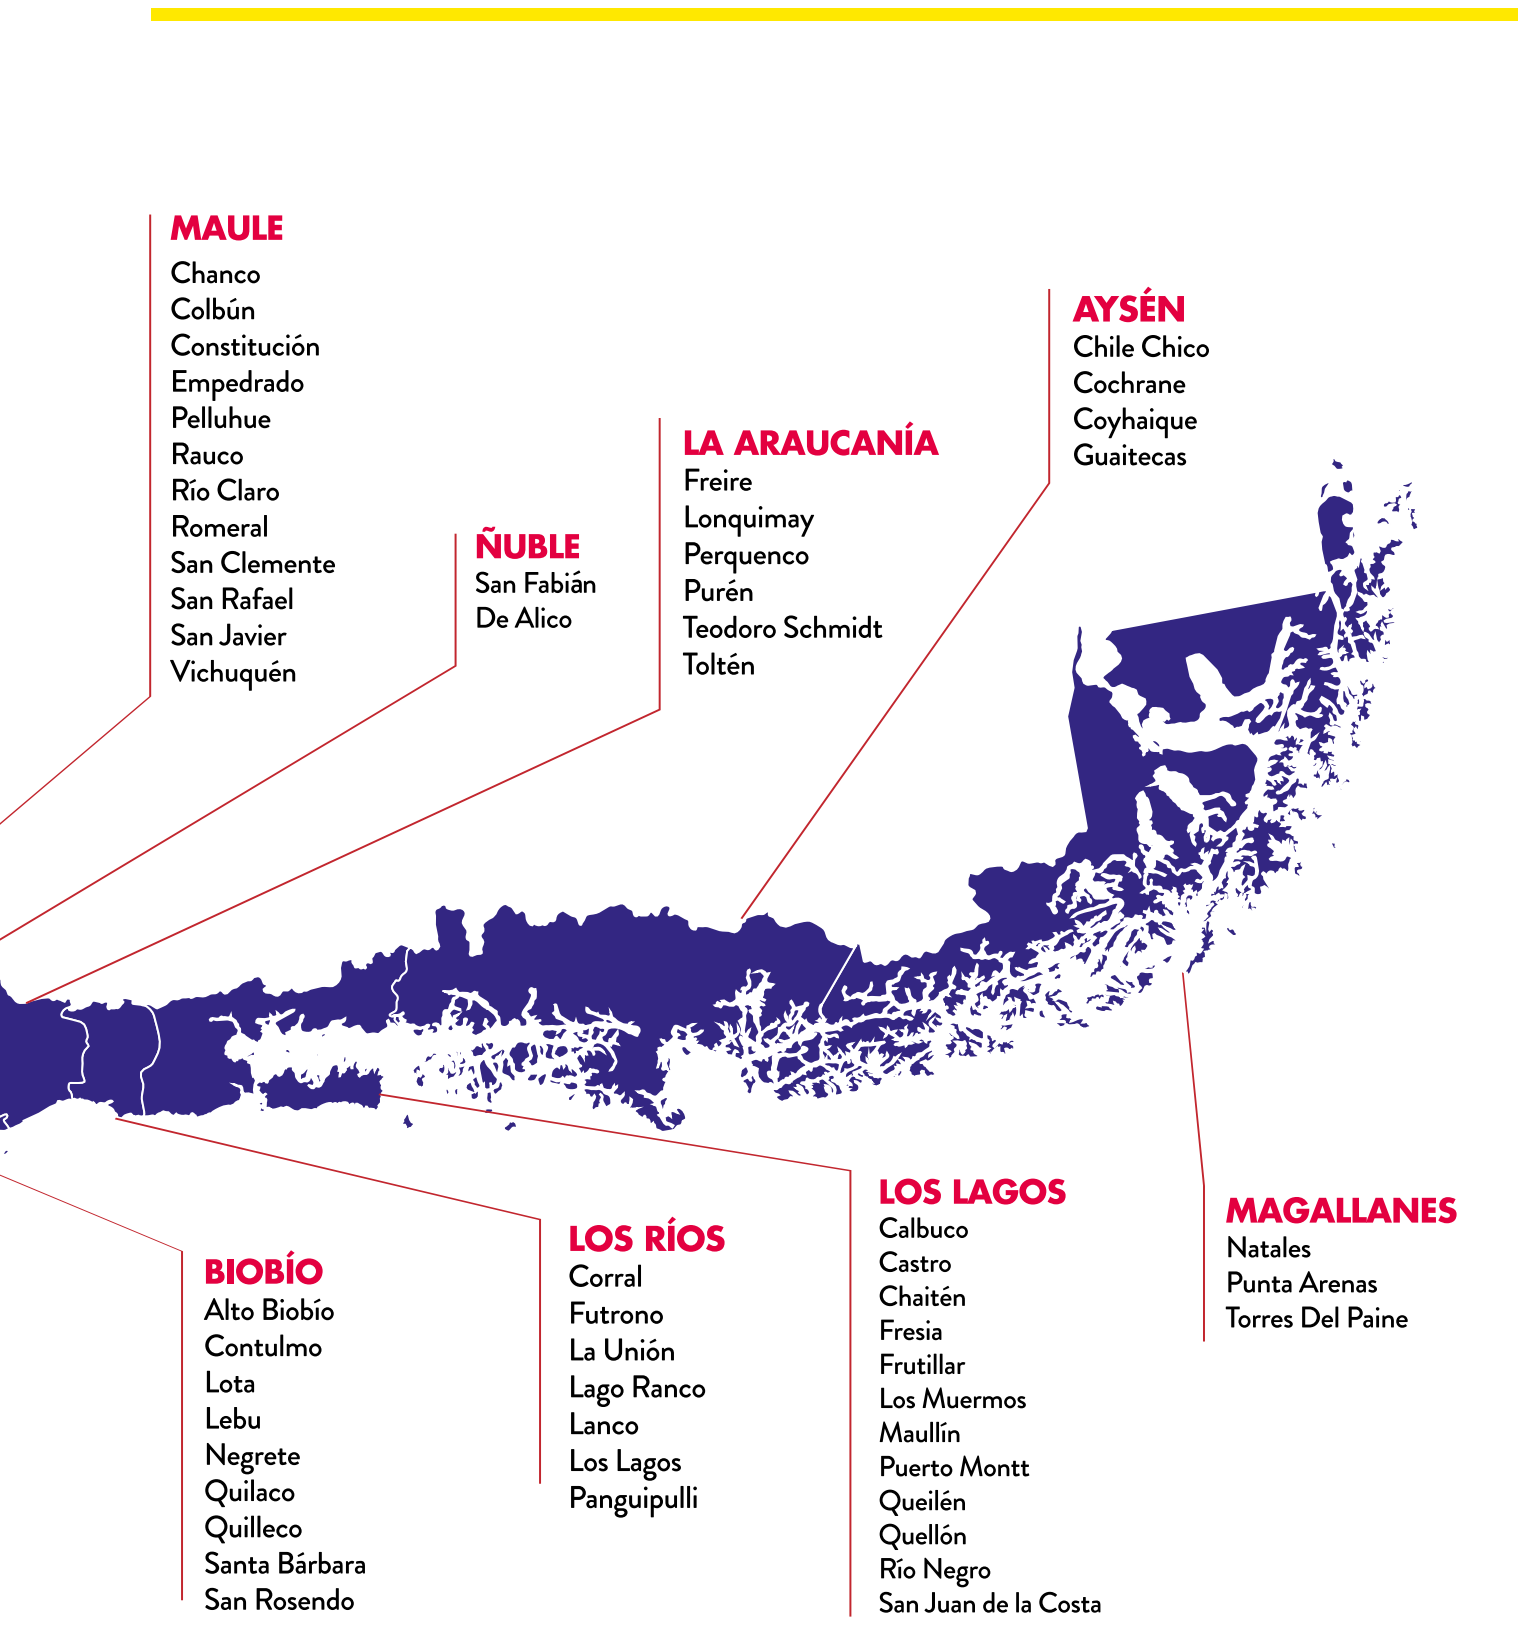 MAULE
Chanco
Colbún
Constitución
Empedrado
Pelluhue
Rauco
Río Claro
Romeral
San Clemente
San Rafael
San Javier
Vichuquén
ÑUBLE
San Fabián
De Alico
LA ARAUCANÍA
Freire
Lonquimay
Perquenco
Purén
Teodoro Schmidt
Toltén
AYSÉN
Chile Chico
Cochrane
Coyhaique
Guaitecas
BIOBÍO
Alto Biobío
Contulmo
Lota
Lebu
Negrete
Quilaco
Quilleco
Santa Bárbara
San Rosendo
LOS RÍOS
Corral
Futrono
La Unión
Lago Ranco
Lanco
Los Lagos
Panguipulli
LOS LAGOS
Calbuco
Castro
Chaitén
Fresia
Frutillar
Los Muermos
Maullín
Puerto Montt
Queilén
Quellón
Río Negro
San Juan de la Costa
MAGALLANES
Natales
Punta Arenas
Torres Del Paine